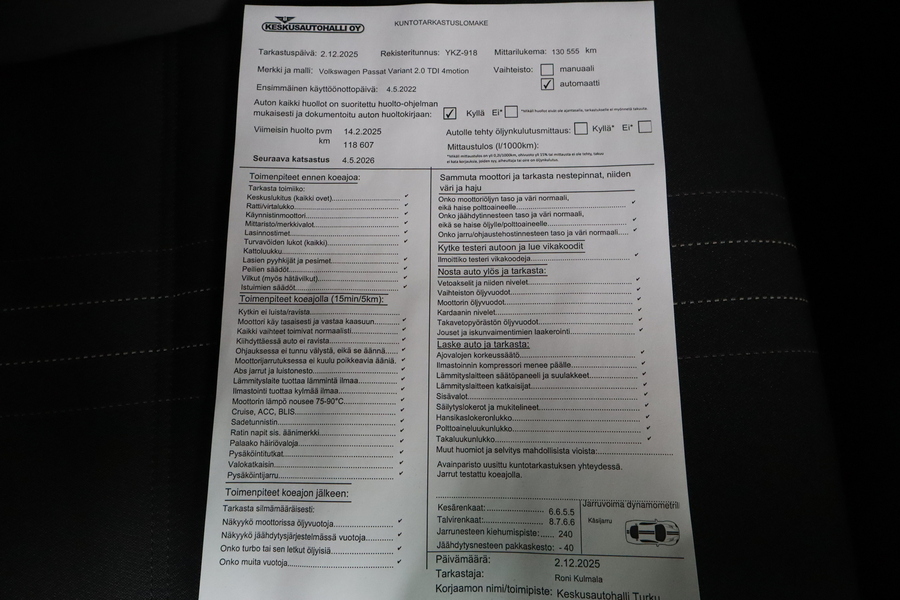 KESKUSAUTOHALLI OY
KUNTOTARKASTUSLOMAKE
Tarkastuspäivä: 2.12.2025 Rekisteritunnus: YKZ-918 Mittarilukema: 130 555 km
Merkki ja malli: Volkswagen Passat Variant 2.0 TDI 4motion Vaihteisto: manuaali
✓ automaatti
Ensimmäinen käyttöönottopäivä: 4.5.2022
Auton kaikki huollot on suoritettu huolto-ohjelman
mukaisesti ja dokumentoitu auton huoltokirjaan: ✓ Kyllä Ei*
Viimeisin huolto pvm 14.2.2025
km 118 607
Seuraava katsastus 4.5.2026
Autolle tehty öljynkulutusmittaus: Kyllä* Ei*
Mittaustulos (l/1000km):
Toimenpiteet ennen koeajoa:
Tarkasta toimiiko:
Keskuslukitus (kaikki ovet).... ✓
Ratti/virtalukko.... ✓
Käynnistinmoottori.... ✓
Mittaristo/merkkivalot.... ✓
Lasinnostimet.... ✓
Turvavöiden lukot (kaikki).... ✓
Kattoluukku....
Lasien pyyhkijät ja pesimet.... ✓
Peilien säädöt.... ✓
Vilkut (myös hätävilkut).... ✓
Istuimien säädöt.... ✓
Toimenpiteet koeajolla (15min/5km):
Kytkin ei luista/ravista....
Moottori käy tasaisesti ja vastaa kaasuun.... ✓
Kaikki vaihteet toimivat normaalisti.... ✓
Kiihdyttäessä auto ei ravista.... ✓
Ohjauksessa ei tunnu välystä, eikä se äännä.... ✓
Moottorijarrutuksessa ei kuulu poikkeavia ääniä. ✓
Abs jarrut ja luistonesto.... ✓
Lämmityslaite tuottaa lämmintä ilmaa.... ✓
Ilmastointi tuottaa kylmää ilmaa.... ✓
Moottorin lämpö nousee 75-90°C.... ✓
Cruise, ACC, BLIS.... ✓
Sadetunnistin.... ✓
Ratin napit sis. äänimerkki.... ✓
Palaako häiriövaloja.... ✓
Pysäköintitutkat.... ✓
Valokatkaisin.... ✓
Pysäköintijarru.... ✓
Toimenpiteet koeajon jälkeen:
Tarkasta silmämääräisesti:
Näkyykö moottorissa öljyvuotoja.... ✓
Näkyykö jäähdytysjärjestelmässä vuotoja.... ✓
Onko turbo tai sen letkut öljyisiä.... ✓
Onko muita vuotoja.... ✓
Sammuta moottori ja tarkasta nestepinnat, niiden
väri ja haju
Onko moottoriöljyn taso ja väri normaali,
eikä haise polttoaineelle.... ✓
Onko jäähdytinnesteen taso ja väri normaali,
eikä se haise öljylle/polttoaineelle.... ✓
Onko jarru/ohjaustehostinnesteen taso ja väri normaali.... ✓
Kytke testeri autoon ja lue vikakoodit
Ilmoittiko testeri vikakoodeja.... ✓
Nosta auto ylös ja tarkasta:
Vetoakselit ja niiden nivelet.... ✓
Vaihteiston öljyvuodot.... ✓
Moottorin öljyvuodot.... ✓
Kardaanin nivelet.... ✓
Takavetopyörästön öljyvuodot.... ✓
Jouset ja iskunvaimentimien laakerointi.... ✓
Laske auto ja tarkasta:
Ajovalojen korkeussäätö.... ✓
Ilmastoinnin kompressori menee päälle.... ✓
Lämmityslaitteen säätöpaneeli ja suulakkeet.... ✓
Lämmityslaitteen katkaisijat.... ✓
Sisävalot.... ✓
Säilytyslokerot ja mukitelineet.... ✓
Hansikaslokeronlukko.... ✓
Polttoaineluukunlukko.... ✓
Takaluukunlukko.... ✓
Muut huomiot ja selvitys mahdollisista vioista:....
Avainparisto uusittu kuntotarkastuksen yhteydessä.
Jarrut testattu koeajolla.
Kesärenkaat:.... 6.6.5.5
Talvirenkaat:.... 8.7.6.6
Jarrunesteen kiehumispiste:.... 240
Jäähdytysnesteen pakkaskesto: - 40
Jarruvoima dynamometril
Käsijarru
Päivämäärä: 2.12.2025
Tarkastaja: Roni Kulmala
Korjaamon nimi/toimipiste: Keskusautohalli Turku